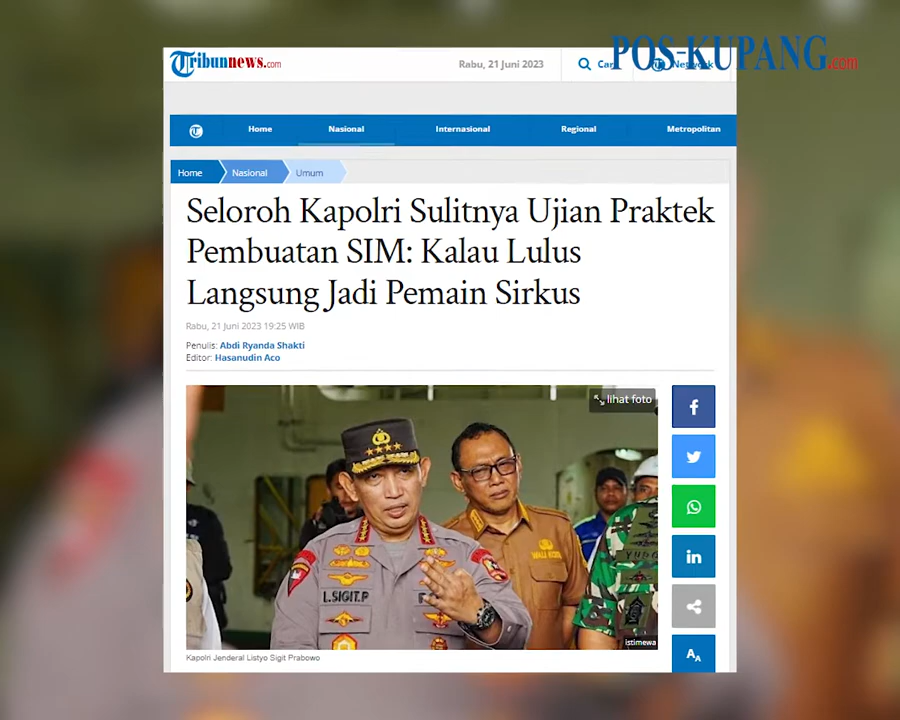 Tribunnews.com
Rabu, 21 Juni 2023
POS-KUPANG.com
Home
Nasional
Internasional
Regional
Metropolitan
Home
Nasional
Umum
Seloroh Kapolri Sulitnya Ujian Praktek
Pembuatan SIM: Kalau Lulus
Langsung Jadi Pemain Sirkus
Rabu, 21 Juni 2023 19:25 WIB
Penulis: Abdi Ryanda Shakti
Editor: Hasanudin Aco
lihat foto
L.SIGIT.P
istimewa
Kapolri Jenderal Listyo Sigit Prabowo